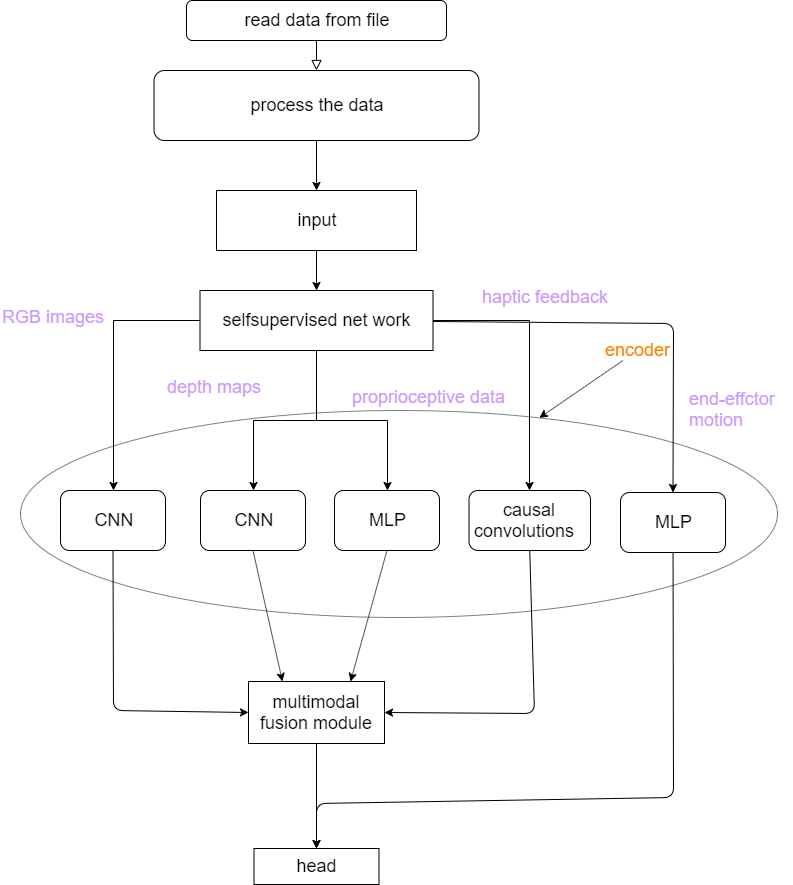 read data from file
process the data
input
selfsupervised net work
RGB images
haptic feedback
encoder
depth maps
proprioceptive data
end-effctor
motion
CNN
CNN
MLP
causal
convolutions
MLP
multimodal
fusion module
head